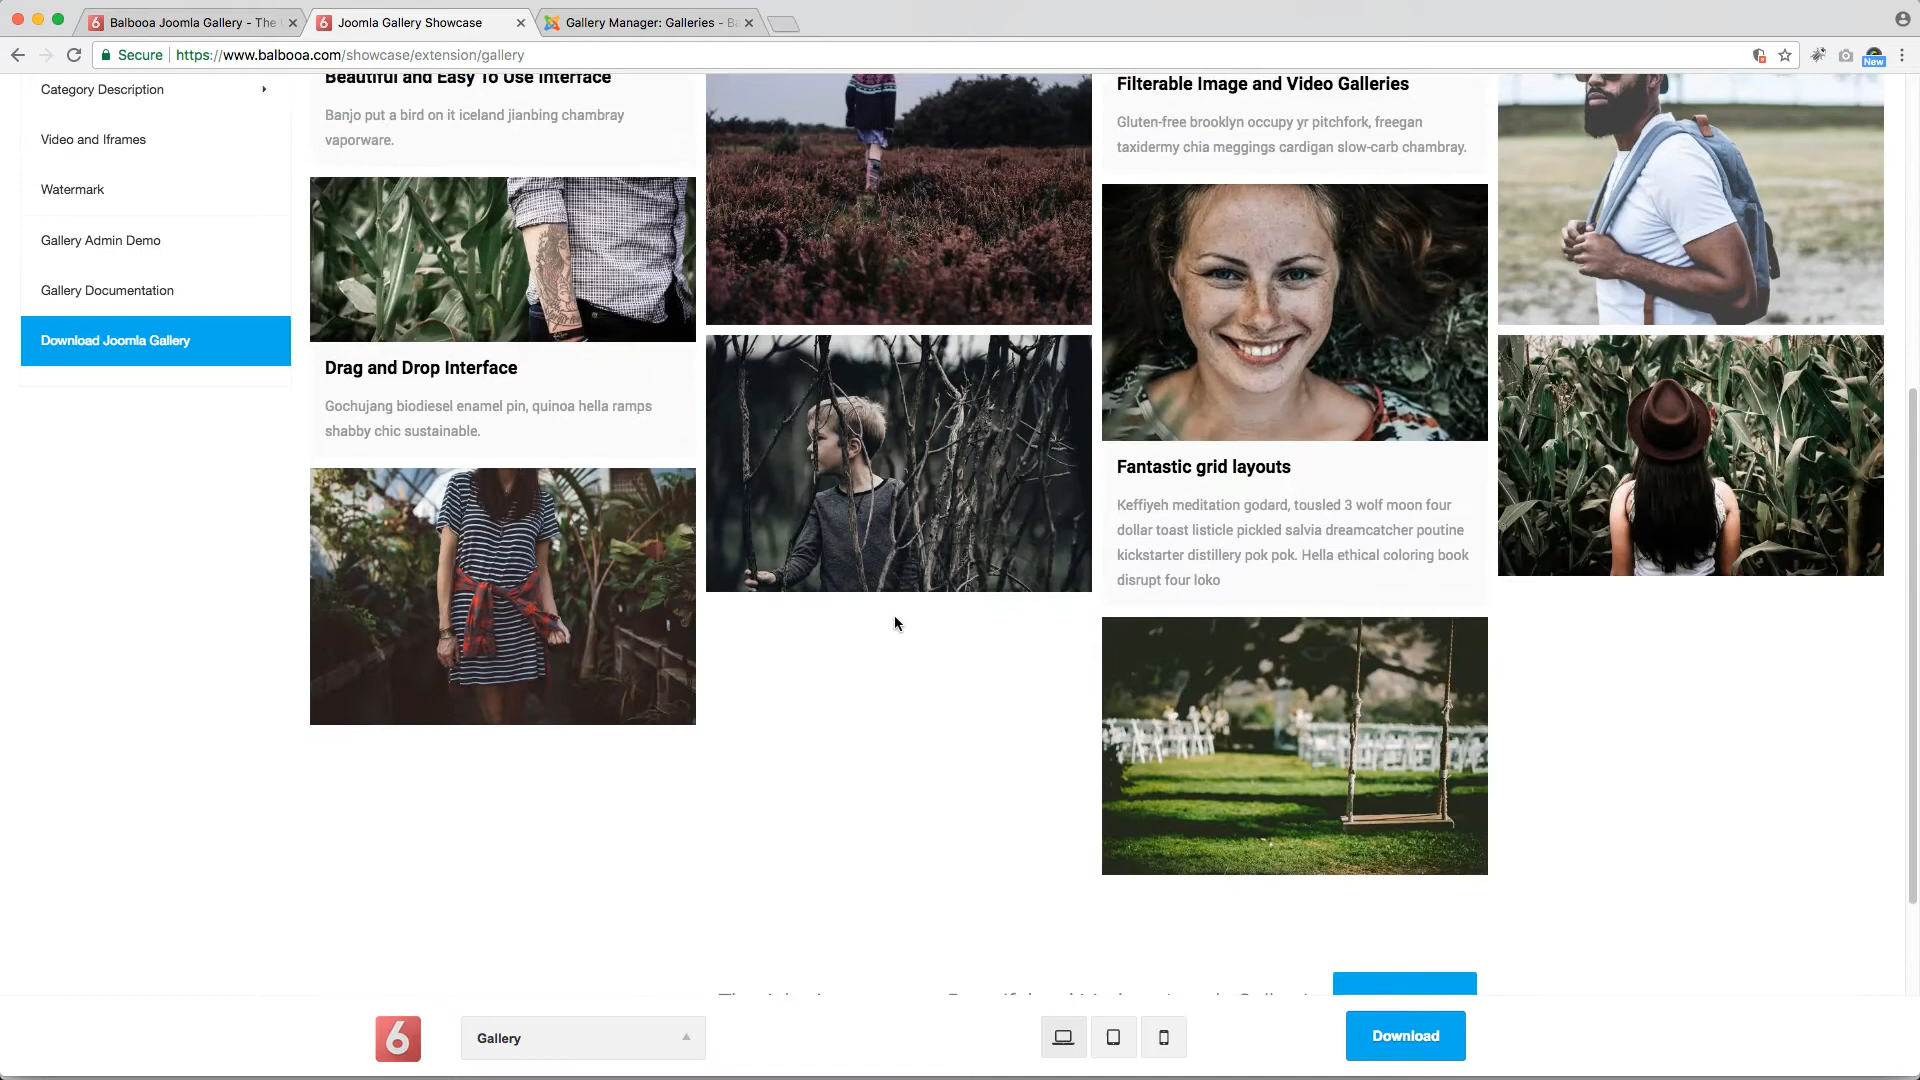 Balbooa Joomla Gallery - The
Joomla Gallery Showcase
Gallery Manager: Galleries - Ba
Secure
https://www.balbooa.com/showcase/extension/gallery
New
Category Description
Video and Iframes
Watermark
Gallery Admin Demo
Gallery Documentation
Download Joomla Gallery
Beautiful and Easy To Use Interface
Banjo put a bird on it iceland jianbing chambray
vaporware.
Drag and Drop Interface
Gochujang biodiesel enamel pin, quinoa hella ramps
shabby chic sustainable.
Filterable Image and Video Galleries
Gluten-free brooklyn occupy yr pitchfork, freegan
taxidermy chia meggings cardigan slow-carb chambray.
Fantastic grid layouts
Keffiyeh meditation godard, tousled 3 wolf moon four
dollar toast listicle pickled salvia dreamcatcher poutine
kickstarter distillery pok pok. Hella ethical coloring book
disrupt four loko
6
Gallery
Download